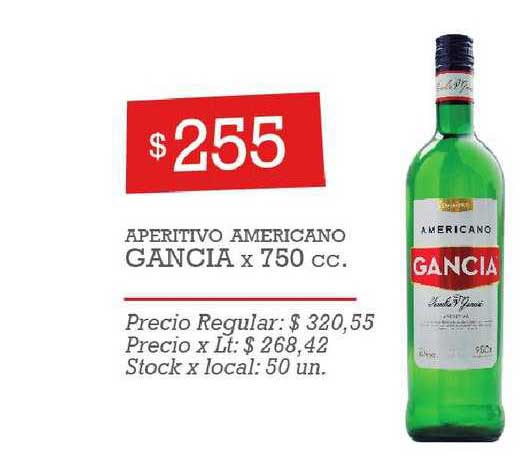 $ 255
APERITIVO AMERICANO
GANCIA x 750 CC.
Precio Regular: $ 320,55
Precio x Lt: $ 268,42
Stock x local: 50 un.
AMERICANO
GANCIA